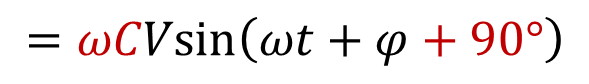 = ωCVsin(ωt + φ + 90°)